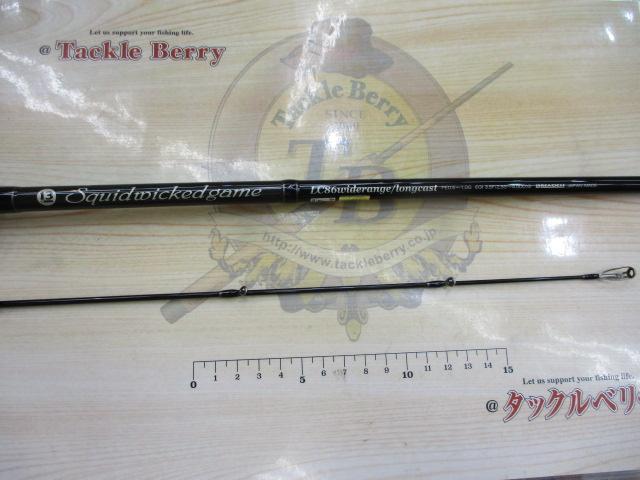 Let us support your fishing life.
@ Tackle Berry
Tackle Berry
SINCE
TB
13 Squidwickedgame
LC86widerange/longcast
http://www.tackleberry.co.jp
0 1 2 3 4 5 6 7 8 9 10 11 12 13 14 15
Let us support your fishing life.
@ タックルベリー